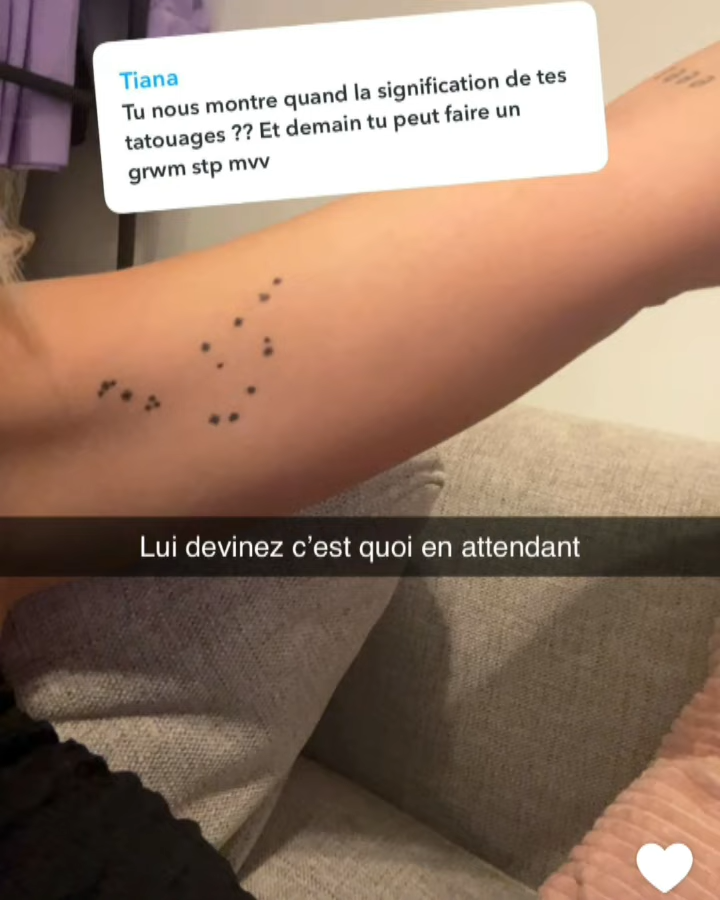 Tiana
Tu nous montre quand la signification de tes
tatouages ?? Et demain tu peut faire un
grwm stp mvv
Lui devinez c’est quoi en attendant